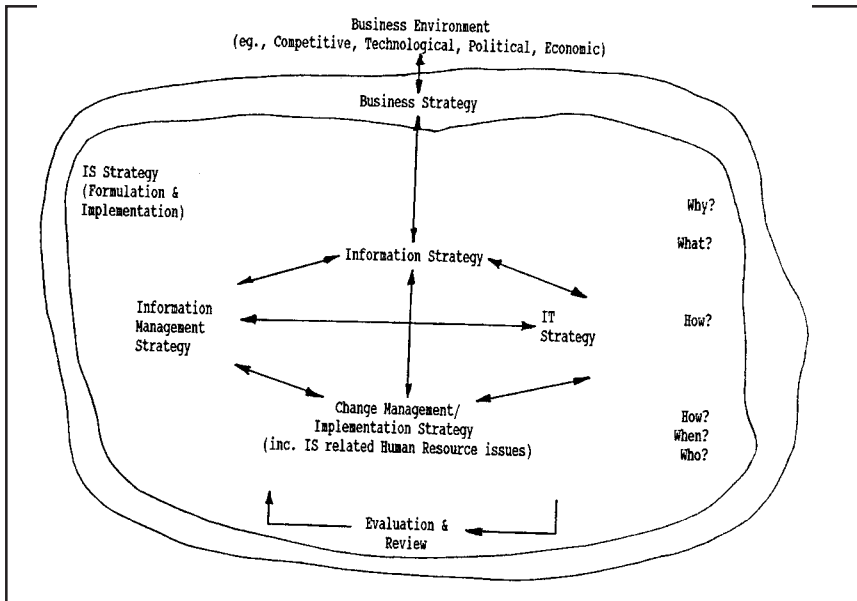 Business Environment
(eg., Competitive, Technological, Political, Economic)
Business Strategy
IS Strategy
(Formulation &
Implementation)
Why?
What?
Information Strategy
Information
Management
Strategy
IT
Strategy
How?
Change Management/
Implementation Strategy
(inc. IS related Human Resource issues)
How?
When?
Who?
Evaluation &
Review